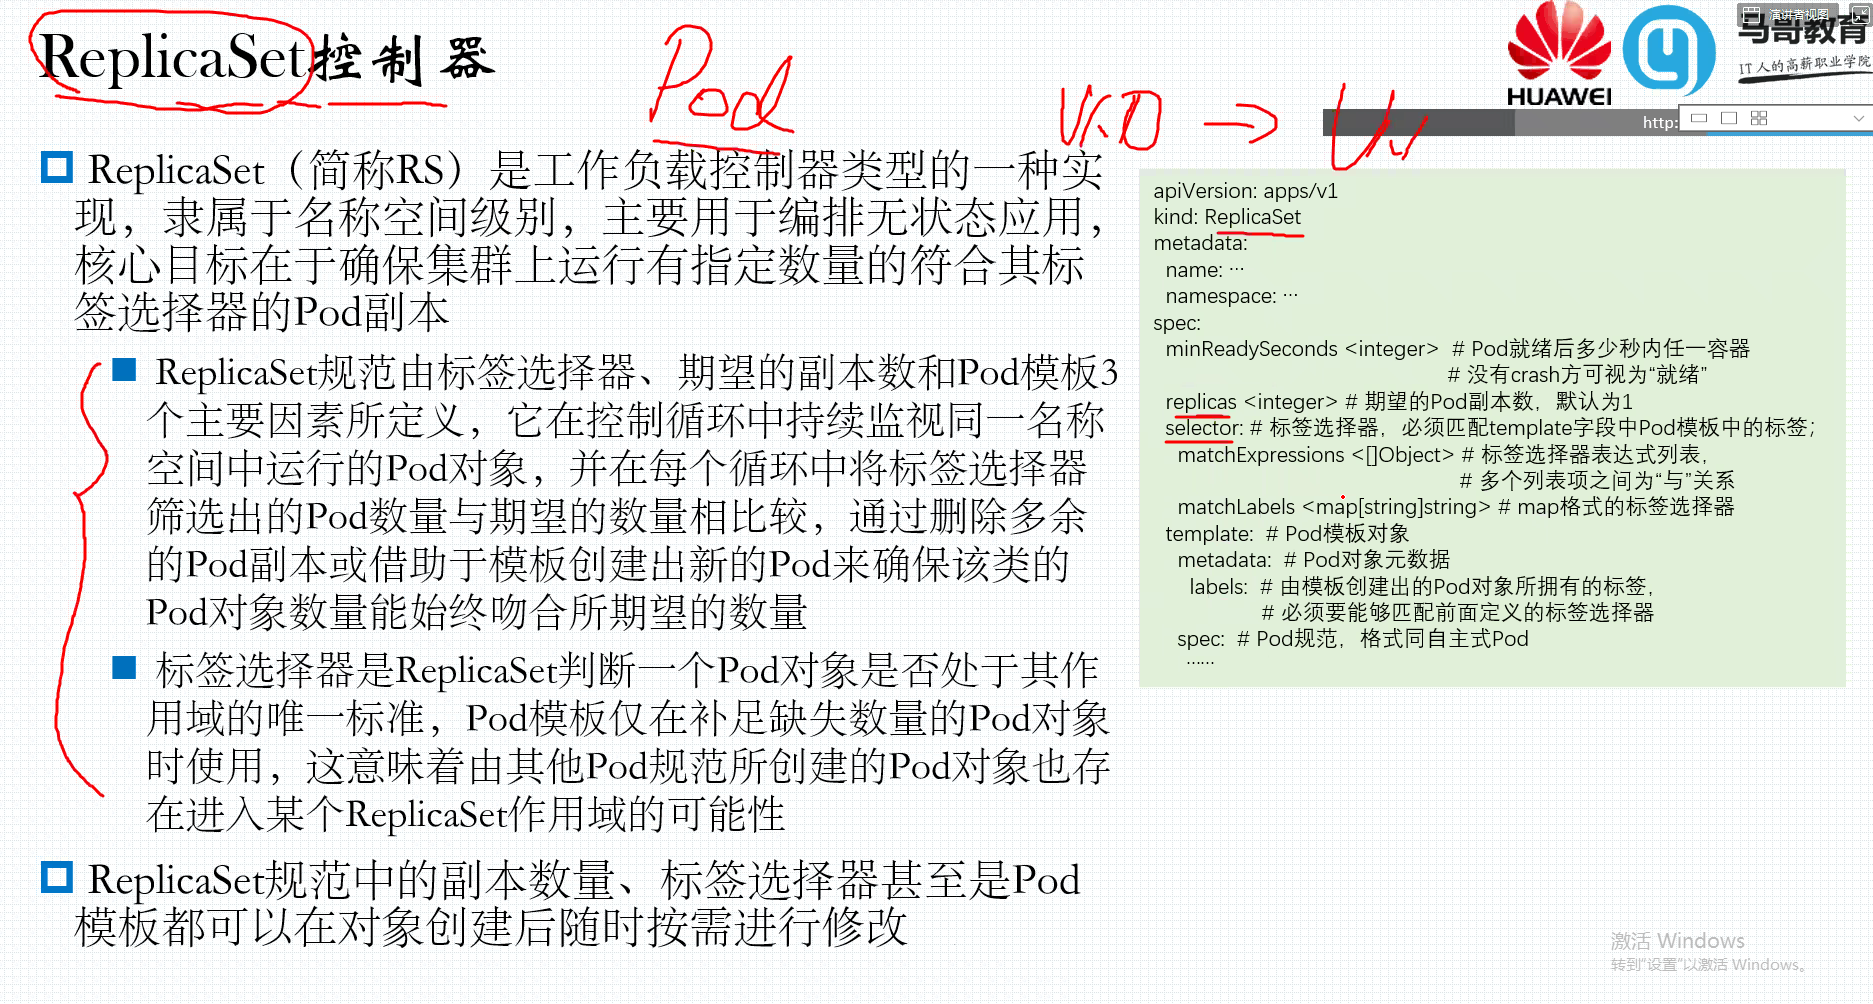 ReplicaSet控制器
Pod
演讲者视图
马哥教育
IT人的高薪职业学院
HUAWEI
http:
ReplicaSet（简称RS）是工作负载控制器类型的一种实
现，隶属于名称空间级别，主要用于编排无状态应用，
核心目标在于确保集群上运行有指定数量的符合其标
签选择器的Pod副本
ReplicaSet规范由标签选择器、期望的副本数和Pod模板3
个主要因素所定义，它在控制循环中持续监视同一名称
空间中运行的Pod对象，并在每个循环中将标签选择器
筛选出的Pod数量与期望的数量相比较，通过删除多余
的Pod副本或借助于模板创建出新的Pod来确保该类的
Pod对象数量能始终吻合所期望的数量
标签选择器是ReplicaSet判断一个Pod对象是否处于其作
用域的唯一标准，Pod模板仅在补足缺失数量的Pod对象
时使用，这意味着由其他Pod规范所创建的Pod对象也存
在进入某个ReplicaSet作用域的可能性
ReplicaSet规范中的副本数量、标签选择器甚至是Pod
模板都可以在对象创建后随时按需进行修改
apiVersion: apps/v1
kind: ReplicaSet
metadata:
name: …
namespace: …
spec:
minReadySeconds <integer> # Pod就绪后多少秒内任一容器
# 没有crash方可视为“就绪”
replicas <integer> # 期望的Pod副本数，默认为1
selector: # 标签选择器，必须匹配template字段中Pod模板中的标签；
matchExpressions <[]Object> # 标签选择器表达式列表，
# 多个列表项之间为“与”关系
matchLabels <map[string]string> # map格式的标签选择器
template: # Pod模板对象
metadata: # Pod对象元数据
labels: # 由模板创建出的Pod对象所拥有的标签，
# 必须要能够匹配前面定义的标签选择器
spec: # Pod规范，格式同自主式Pod
……
激活 Windows
转到“设置”以激活 Windows。